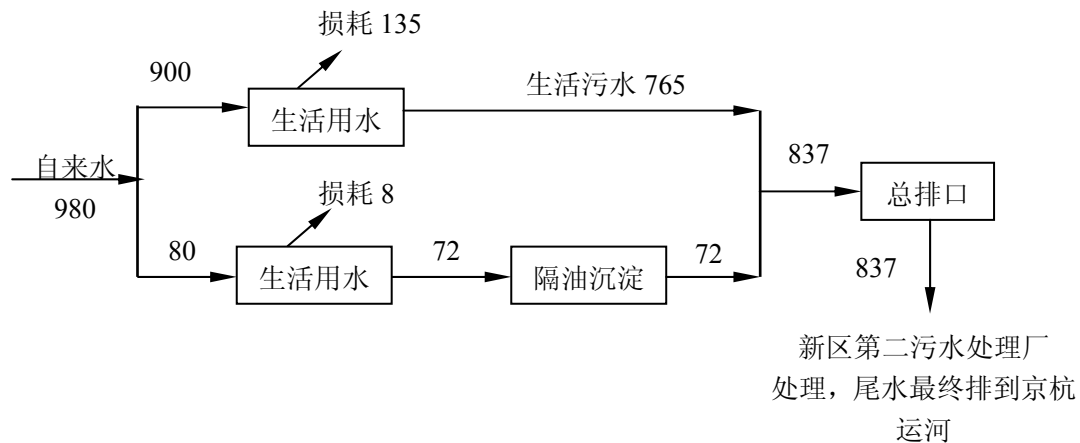 损耗 135
900
生活污水 765
生活用水
837
自来水
总排口
980
损耗 8
80
72
72
生活用水
隔油沉淀
837
新区第二污水处理厂
处理，尾水最终排到京杭
运河